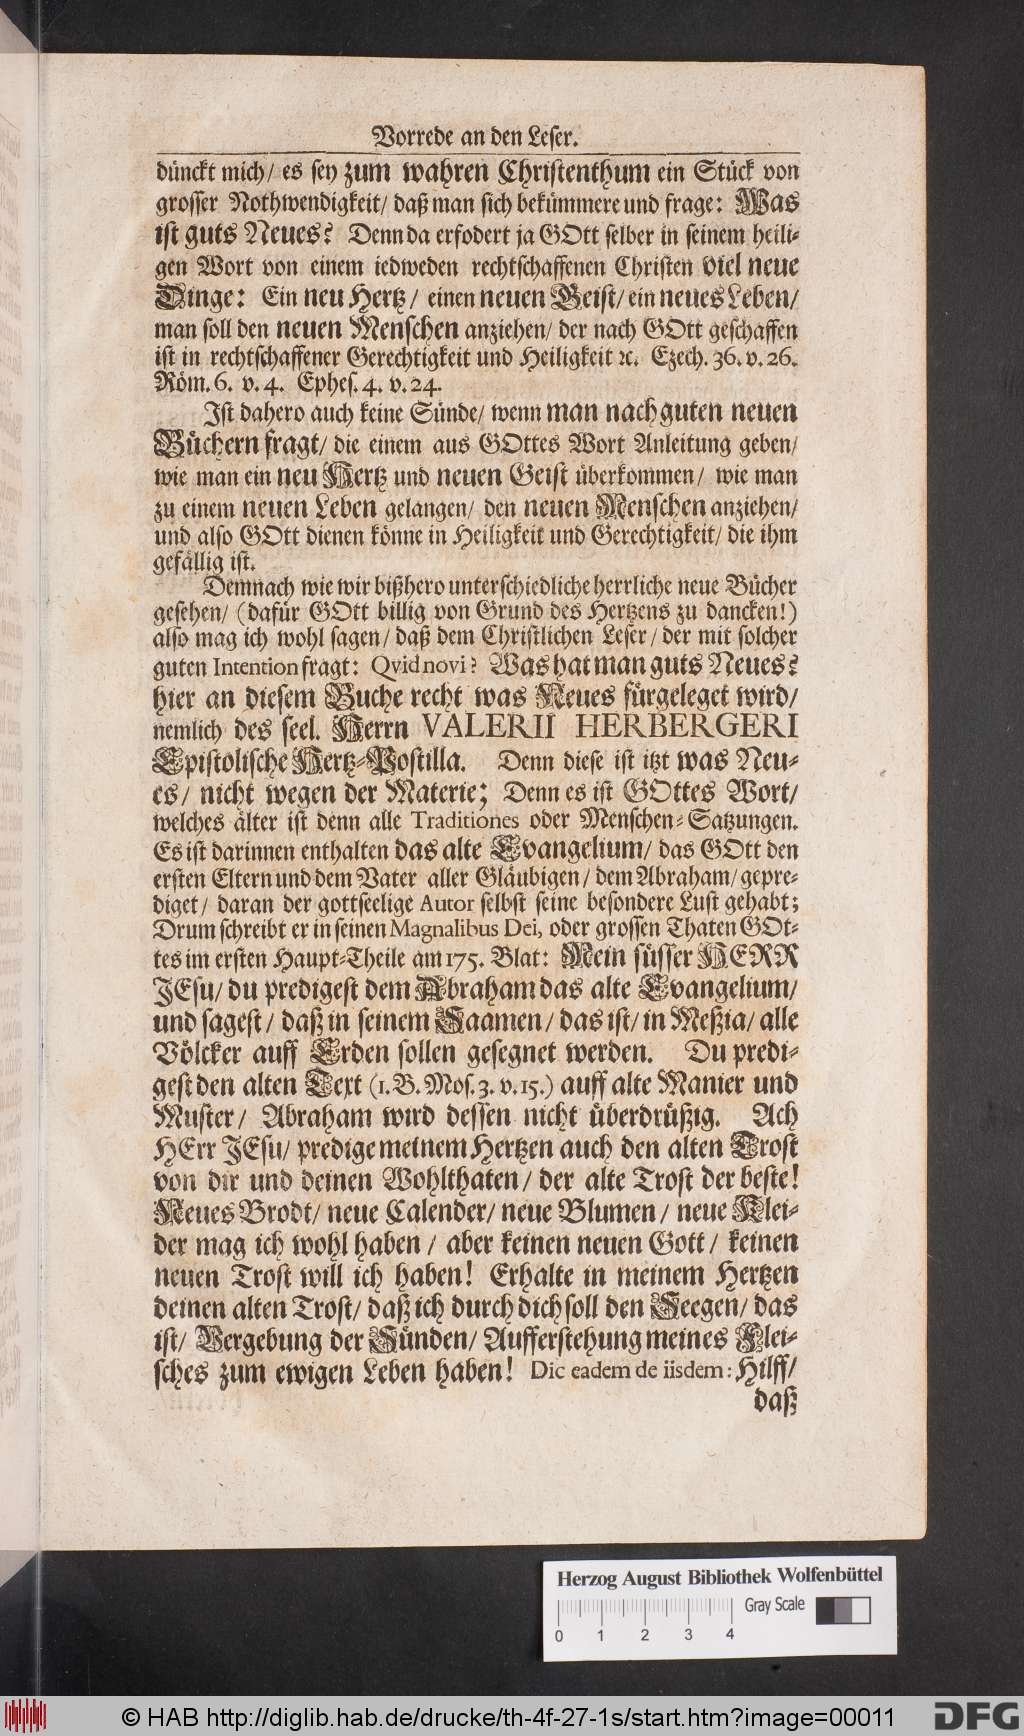 Vorrede an den Leser.
dünckt mich/ es sey zum wahren Christenthum ein Stück von
grosser Nothwendigkeit/ daß man sich bekümmere und frage: Was
ist guts Neues? Denn da erfodert ja GOtt selber in seinem heili-
gen Wort von einem iedweden rechtschaffenen Christen viel neue
Dinge: Ein neu Hertz/ einen neuen Geist/ ein neues Leben/
man soll den neuen Menschen anziehen/ der nach GOtt geschaffen
ist in rechtschaffener Gerechtigkeit und Heiligkeit ꝛc. Ezech. 36. v. 26.
Röm. 6. v. 4. Ephes. 4. v. 24.
Ist dahero auch keine Sünde/ wenn man nach guten neuen
Büchern fragt/ die einem aus GOttes Wort Anleitung geben/
wie man ein neu Hertz und neuen Geist überkommen/ wie man
zu einem neuen Leben gelangen/ den neuen Menschen anziehen/
und also GOtt dienen könne in Heiligkeit und Gerechtigkeit/ die ihm
gefällig ist.
Demnach wie wir bißhero unterschiedliche herrliche neue Bücher
gesehen/ (dafür GOtt billig von Grund des Hertzens zu dancken!)
also mag ich wohl sagen/ daß dem Christlichen Leser/ der mit solcher
guten Intention fragt: Qvid novi? Was hat man guts Neues?
hier an diesem Buche recht was Neues fürgeleget wird/
nemlich des seel. Herrn VALERII HERBERGERI
Epistolische Hertz-Postilla. Denn diese ist itzt was Neu-
es/ nicht wegen der Materie; Denn es ist GOttes Wort/
welches älter ist denn alle Traditiones oder Menschen-Satzungen.
Es ist darinnen enthalten das alte Evangelium/ das GOtt den
ersten Eltern und dem Vater aller Gläubigen/ dem Abraham/ gepre-
diget/ daran der gottseelige Autor selbst seine besondere Lust gehabt;
Drum schreibt er in seinen Magnalibus Dei, oder grossen Thaten GOt-
tes im ersten Haupt-Theile am 175. Blat: Mein süsser HERR
JEsu/ du predigest dem Abraham das alte Evangelium/
und sagest/ daß in seinem Saamen/ das ist/ in Meßia/ alle
Völcker auff Erden sollen gesegnet werden. Du predi-
gest den alten Text (1. B. Mos. 3. v. 15.) auff alte Manier und
Muster/ Abraham wird dessen nicht überdrüßig. Ach
HErr JEsu/ predige meinem Hertzen auch den alten Trost
von dir und deinen Wohlthaten/ der alte Trost der beste!
Neues Brodt/ neue Calender/ neue Blumen/ neue Klei-
der mag ich wohl haben/ aber keinen neuen Gott/ keinen
neuen Trost will ich haben! Erhalte in meinem Hertzen
deinen alten Trost/ daß ich durch dich soll den Seegen/ das
ist/ Vergebung der Sünden/ Aufferstehung meines Flei-
sches zum ewigen Leben haben! Dic eadem de iisdem: Hilff/
daß
Herzog August Bibliothek Wolfenbüttel
Gray Scale
0 1 2 3 4
© HAB http://diglib.hab.de/drucke/th-4f-27-1s/start.htm?image=00011
DFG